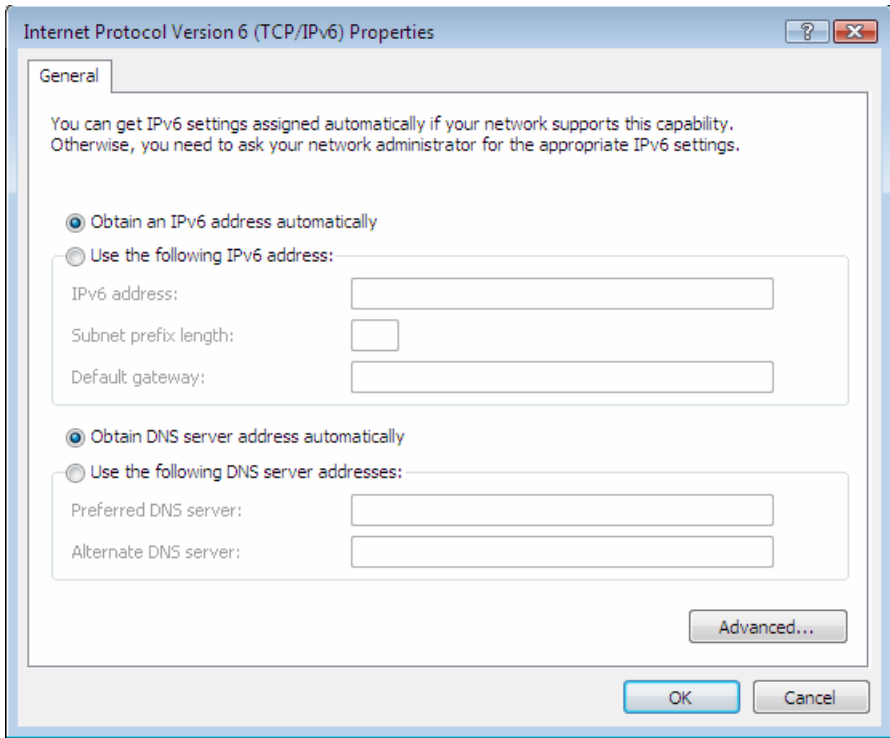 Internet Protocol Version 6 (TCP/IPv6) Properties
?
General
You can get IPv6 settings assigned automatically if your network supports this capability.
Otherwise, you need to ask your network administrator for the appropriate IPv6 settings.
Obtain an IPv6 address automatically
Use the following IPv6 address:
IPv6 address:
Subnet prefix length:
Default gateway:
Obtain DNS server address automatically
Use the following DNS server addresses:
Preferred DNS server:
Alternate DNS server:
Advanced...
OK Cancel